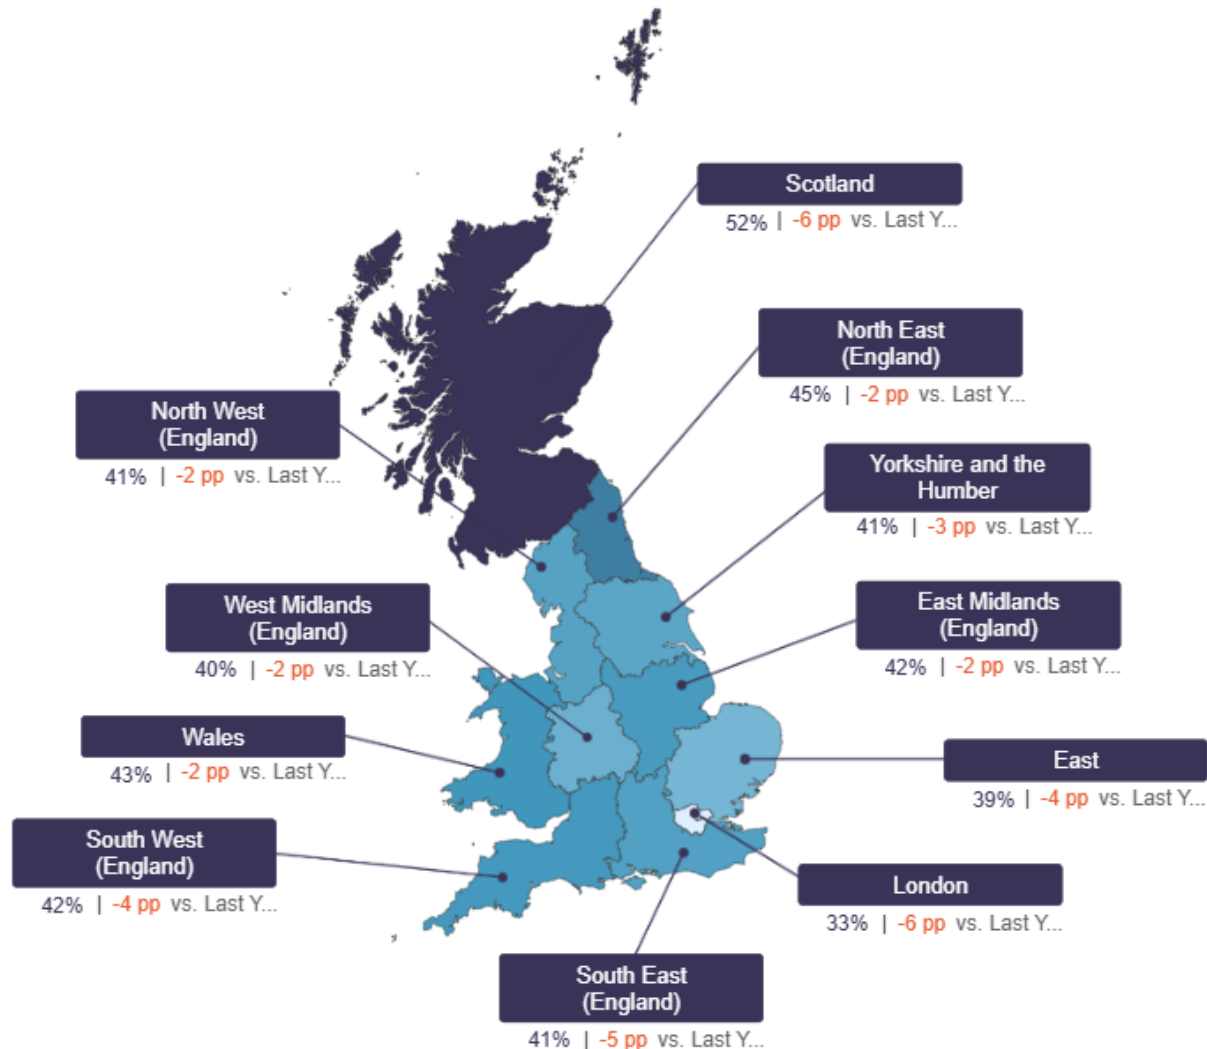 Scotland
52% | -6 pp vs. Last Y...
North East
(England)
45% | -2 pp vs. Last Y...
North West
(England)
41% | -2 pp vs. Last Y...
Yorkshire and the
Humber
41% | -3 pp vs. Last Y...
West Midlands
(England)
40% | -2 pp vs. Last Y...
East Midlands
(England)
42% | -2 pp vs. Last Y...
Wales
43% | -2 pp vs. Last Y...
East
39% | -4 pp vs. Last Y...
South West
(England)
42% | -4 pp vs. Last Y...
London
33% | -6 pp vs. Last Y...
South East
(England)
41% | -5 pp vs. Last Y...